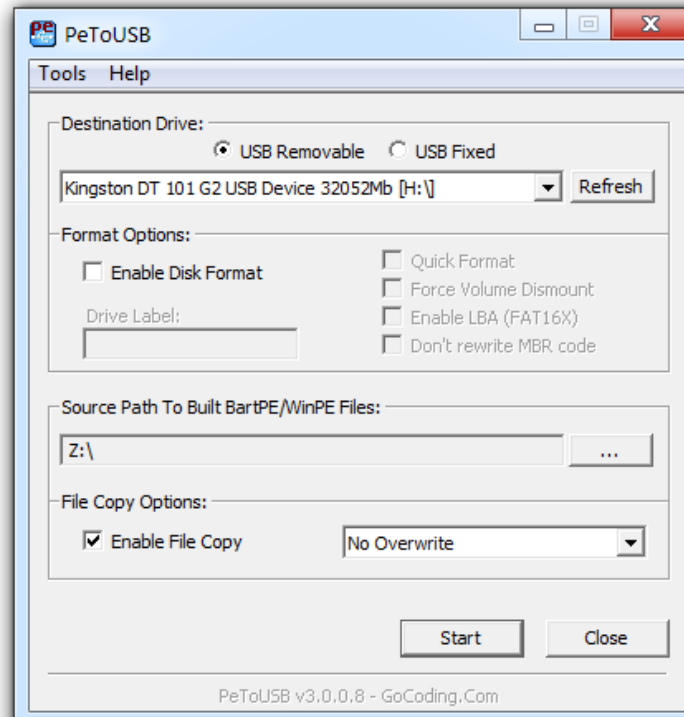 PeToUSB
Tools Help
Destination Drive:
USB Removable USB Fixed
Kingston DT 101 G2 USB Device 32052Mb [H:\] Refresh
Format Options:
Enable Disk Format
Quick Format
Force Volume Dismount
Drive Label:
Enable LBA (FAT16X)
Don't rewrite MBR code
Source Path To Built BartPE/WinPE Files:
Z:\ ...
File Copy Options:
Enable File Copy No Overwrite
Start Close
PeToUSB v3.0.0.8 - GoCoding.Com